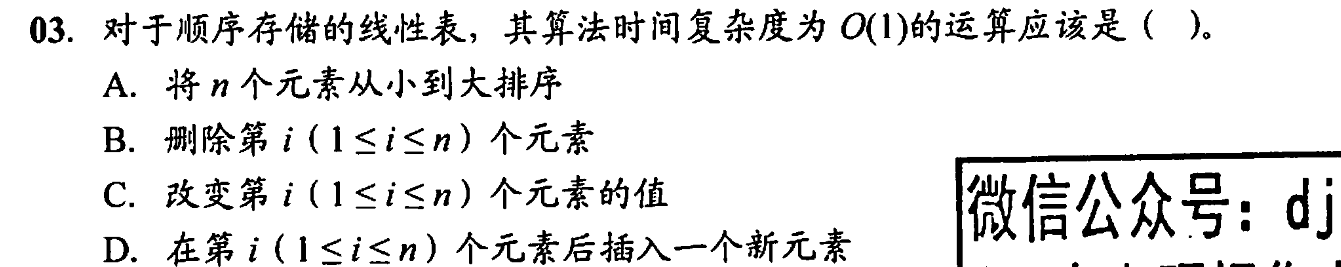 03. 对于顺序存储的线性表，其算法时间复杂度为 O(1)的运算应该是（ ）。
A. 将 n 个元素从小到大排序
B. 删除第 i（1≤i≤n）个元素
C. 改变第 i（1≤i≤n）个元素的值
D. 在第 i（1≤i≤n）个元素后插入一个新元素
微信公众号：dj